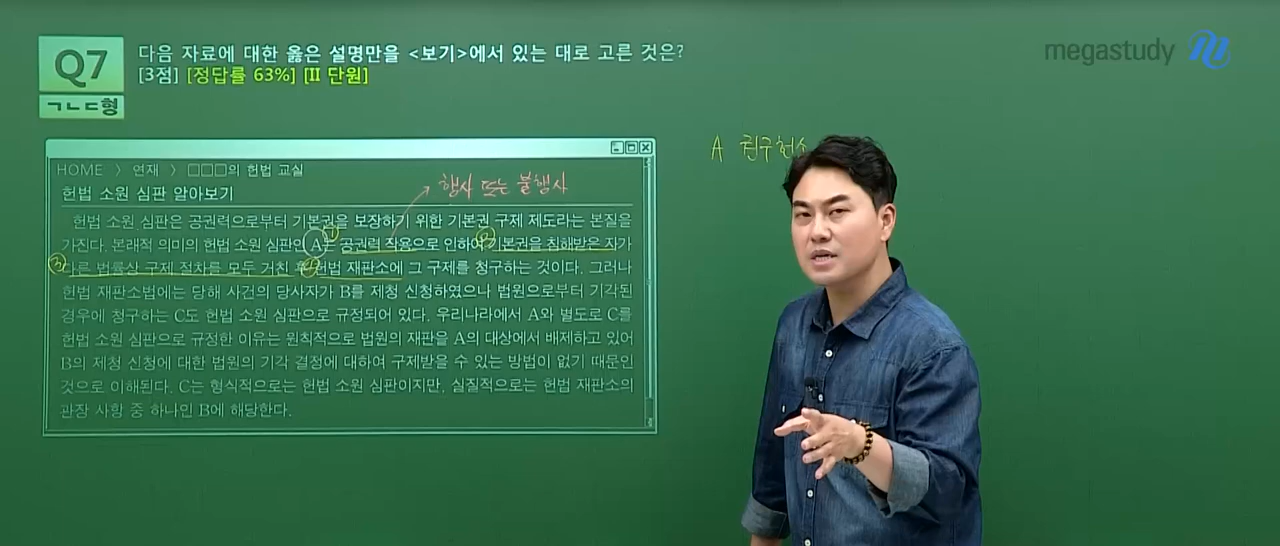 Q7
ㄱㄴㄷ형
다음 자료에 대한 옳은 설명만을 <보기>에서 있는 대로 고른 것은?
[3점] [정답률 63%] [Ⅱ 단원]
megastudy
A 권구헌소
HOME > 연재 > □□□의 헌법 교실
헌법 소원 심판 알아보기
행사 또는 불행사
헌법 소원 심판은 공권력으로부터 기본권을 보장하기 위한 기본권 구제 제도라는 본질을
가진다. 본래적 의미의 헌법 소원 심판인 A는 공권력 작용으로 인하여 기본권을 침해받은 자가
다른 법률상 구제 절차를 모두 거친 후 헌법 재판소에 그 구제를 청구하는 것이다. 그러나
헌법 재판소법에는 당해 사건의 당사자가 B를 제청 신청하였으나 법원으로부터 기각된
경우에 청구하는 C도 헌법 소원 심판으로 규정되어 있다. 우리나라에서 A와 별도로 C를
헌법 소원 심판으로 규정한 이유는 원칙적으로 법원의 재판을 A의 대상에서 배제하고 있어
B의 제청 신청에 대한 법원의 기각 결정에 대하여 구제받을 수 있는 방법이 없기 때문인
것으로 이해된다. C는 형식적으로는 헌법 소원 심판이지만, 실질적으로는 헌법 재판소의
관장 사항 중 하나인 B에 해당한다.